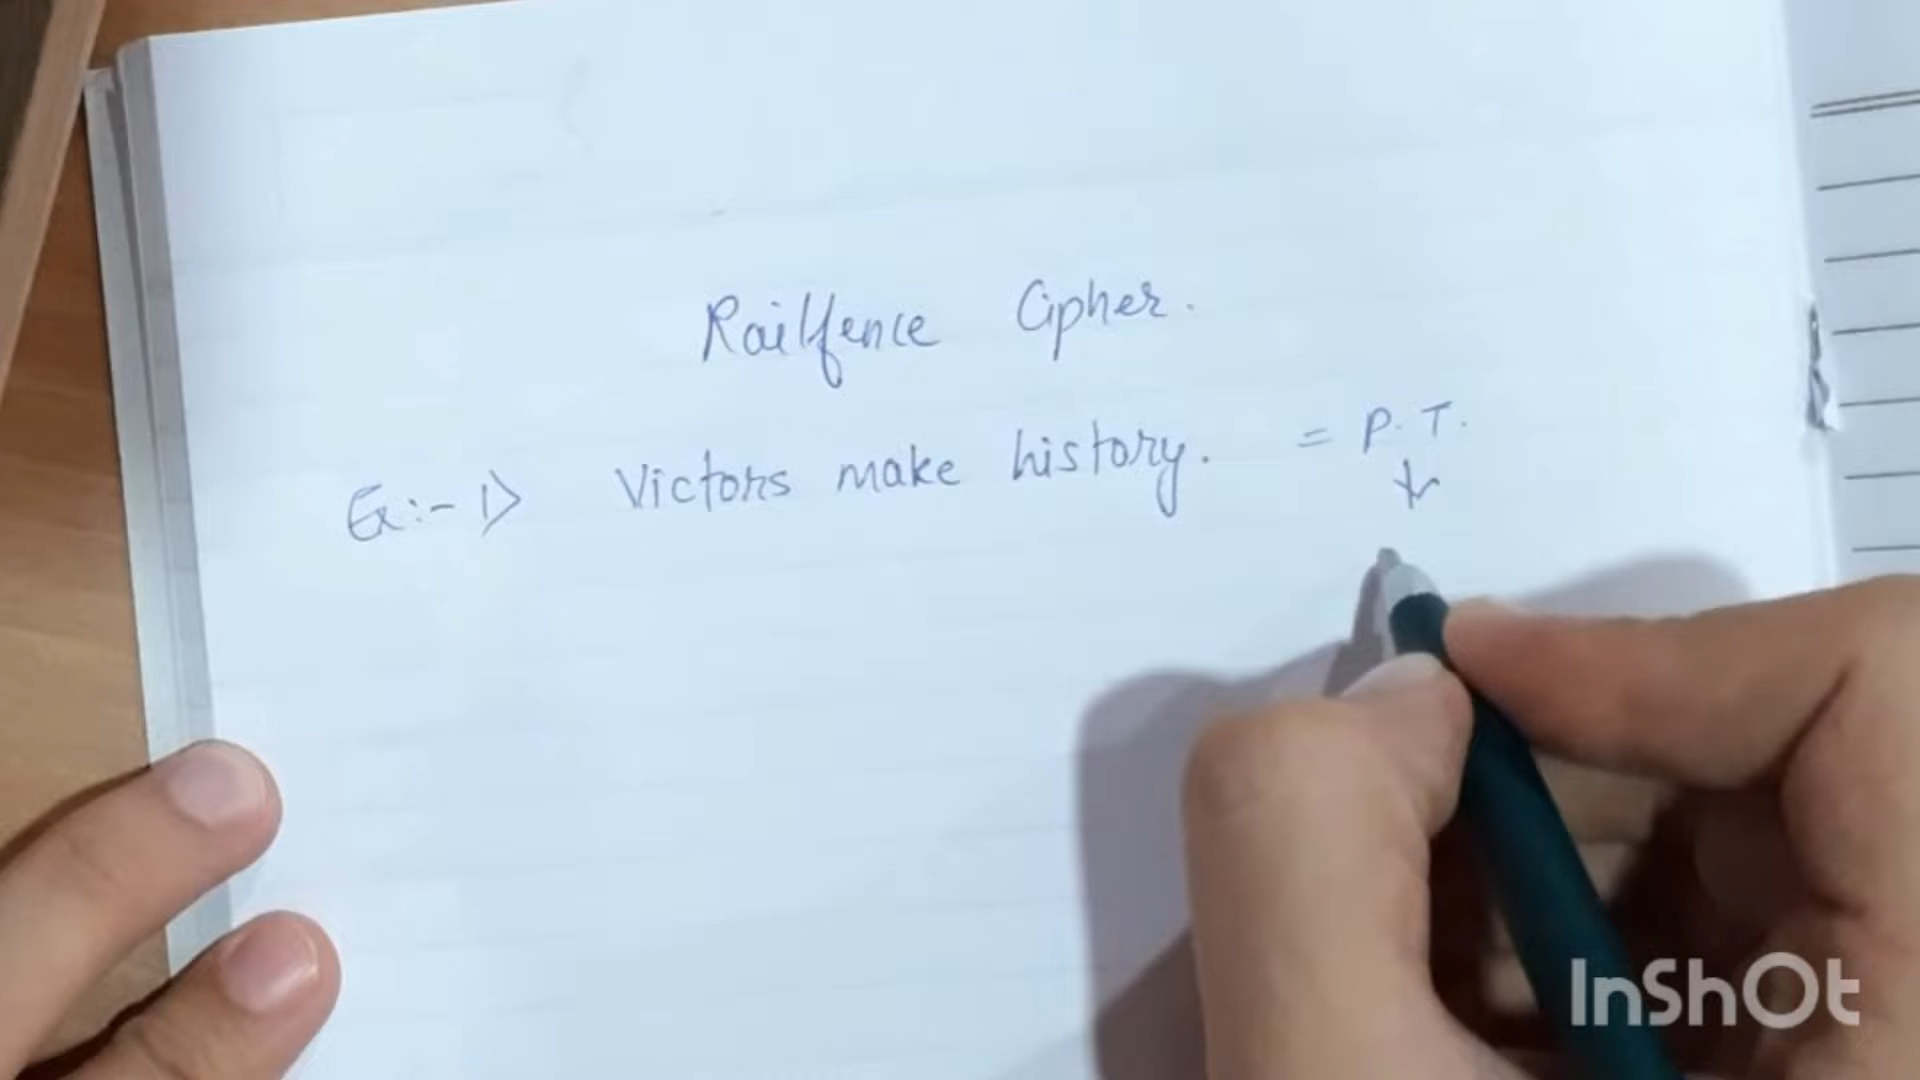 Railfence Cipher.
Ex:- 1) Victors make history. = P.T.
InShOt